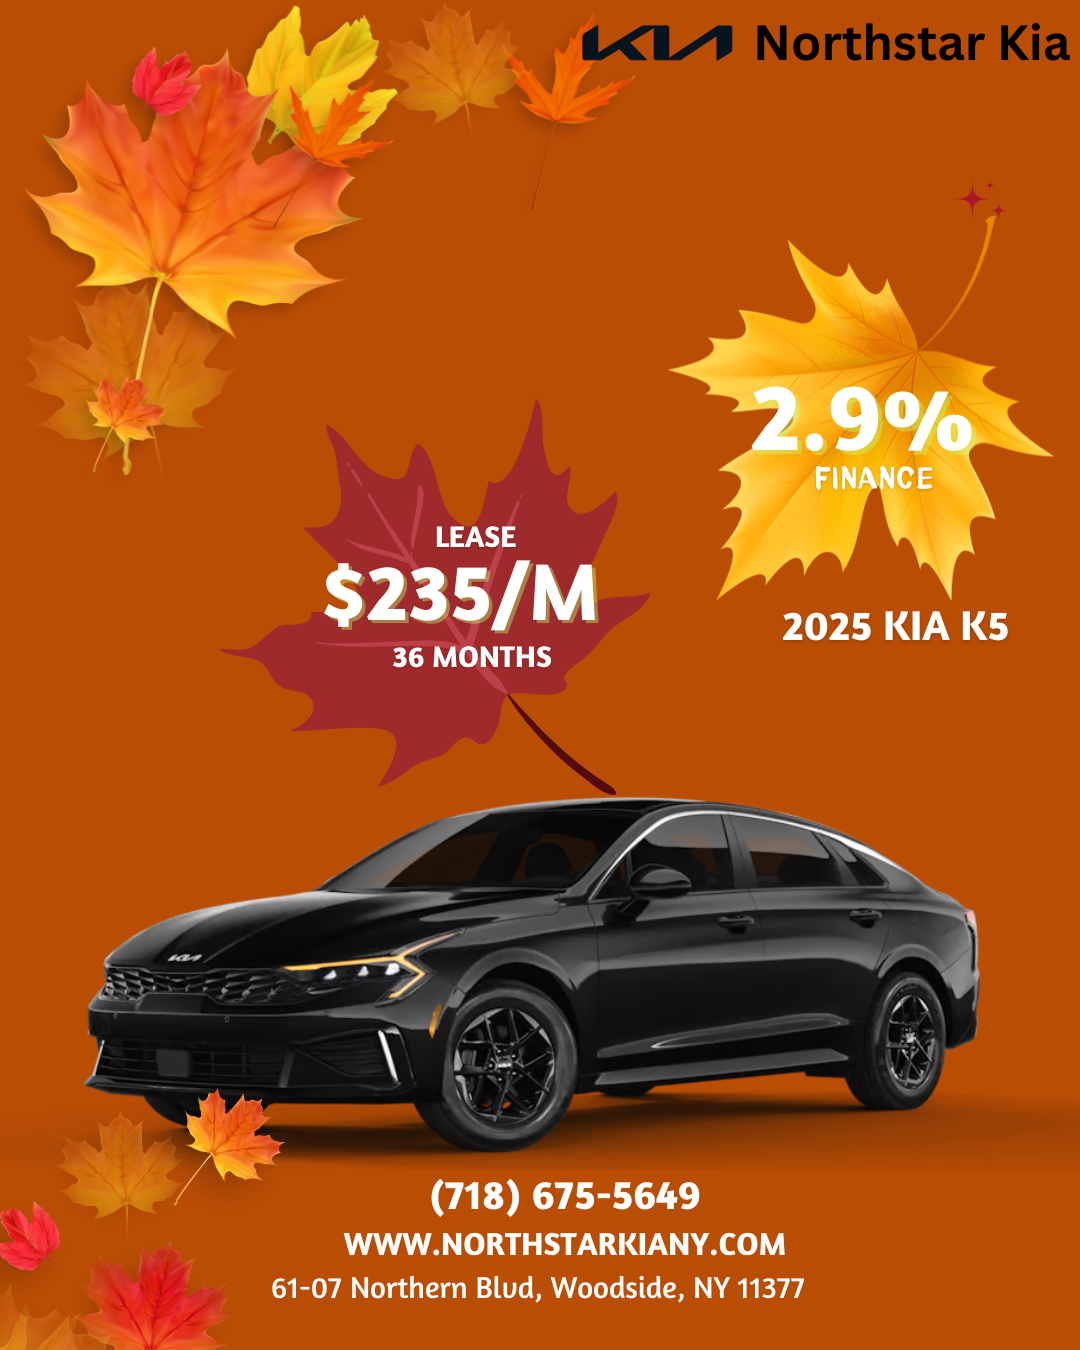 KIA Northstar Kia
2.9%
FINANCE
LEASE
$235/M
36 MONTHS
2025 KIA K5
(718) 675-5649
WWW.NORTHSTARKIANY.COM
61-07 Northern Blvd, Woodside, NY 11377